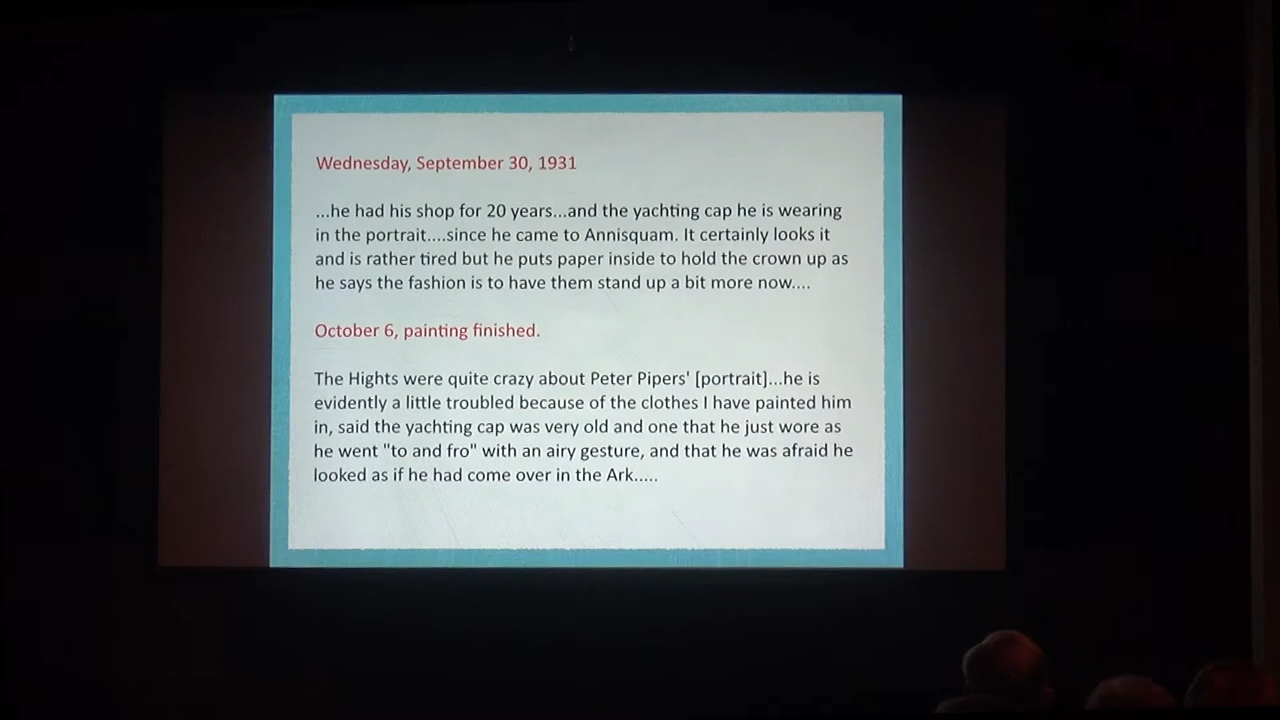 Wednesday, September 30, 1931
...he had his shop for 20 years...and the yachting cap he is wearing
in the portrait....since he came to Annisquam. It certainly looks it
and is rather tired but he puts paper inside to hold the crown up as
he says the fashion is to have them stand up a bit more now....
October 6, painting finished.
The Hights were quite crazy about Peter Pipers' [portrait]...he is
evidently a little troubled because of the clothes I have painted him
in, said the yachting cap was very old and one that he just wore as
he went "to and fro" with an airy gesture, and that he was afraid he
looked as if he had come over in the Ark.....